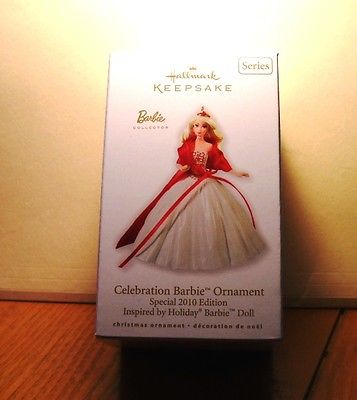 Hallmark
KEEPSAKE
Series
Barbie
COLLECTOR
Celebration Barbie™ Ornament
Special 2010 Edition
Inspired by Holiday® Barbie™ Doll
christmas ornament • décoration de noël